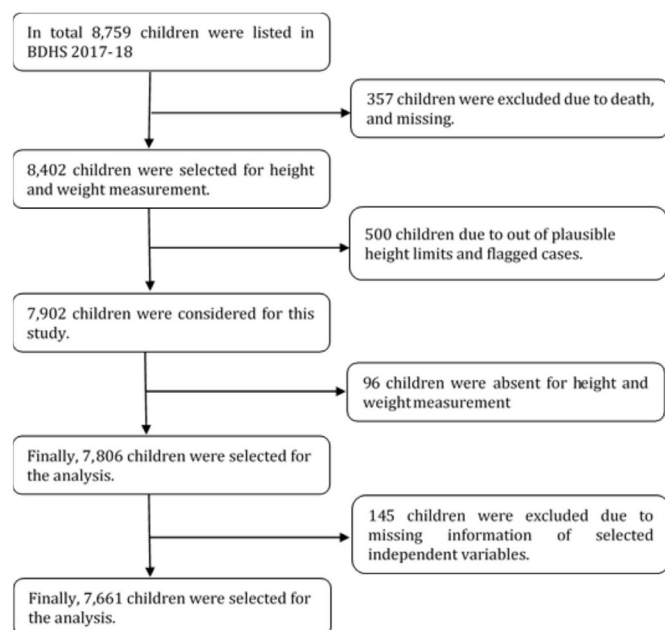 In total 8,759 children were listed in
BDHS 2017-18
357 children were excluded due to death,
and missing.
8,402 children were selected for height
and weight measurement.
500 children due to out of plausible
height limits and flagged cases.
7,902 children were considered for this
study.
96 children were absent for height and
weight measurement
Finally, 7,806 children were selected for
the analysis.
145 children were excluded due to
missing information of selected
independent variables.
Finally, 7,661 children were selected for
the analysis.